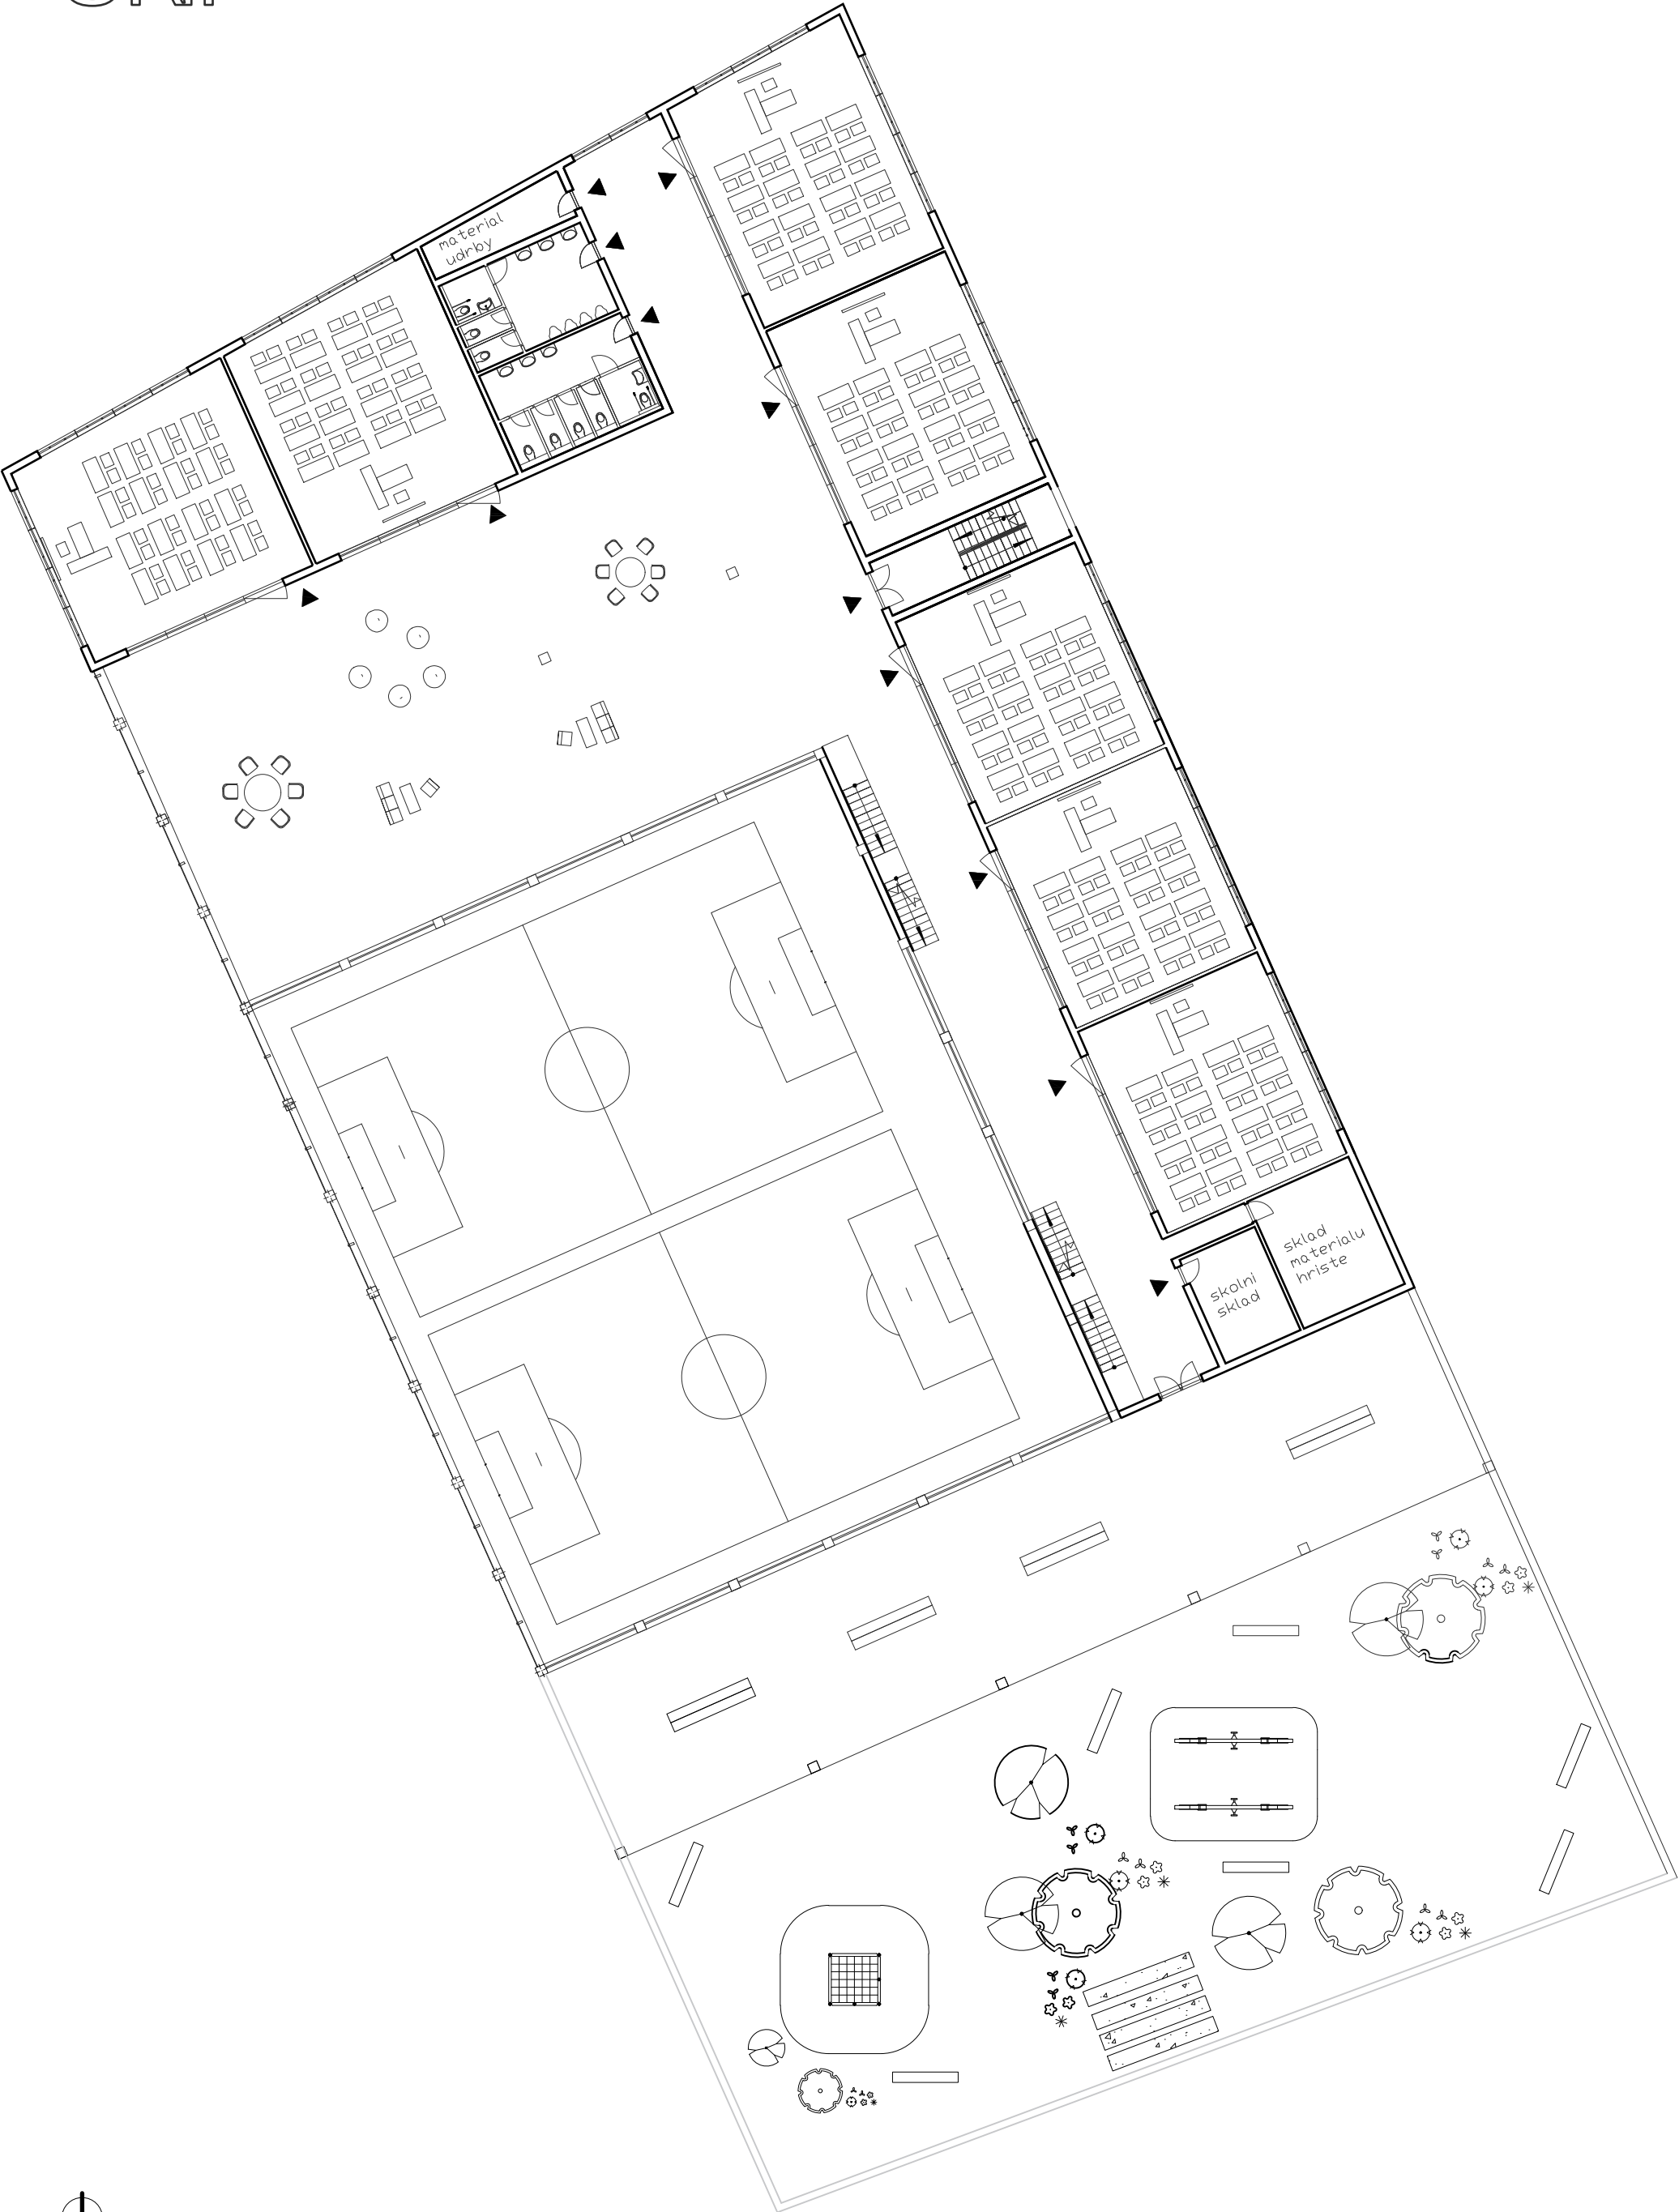 material
udrby
sklad
materialu
hriste
skolni
sklad